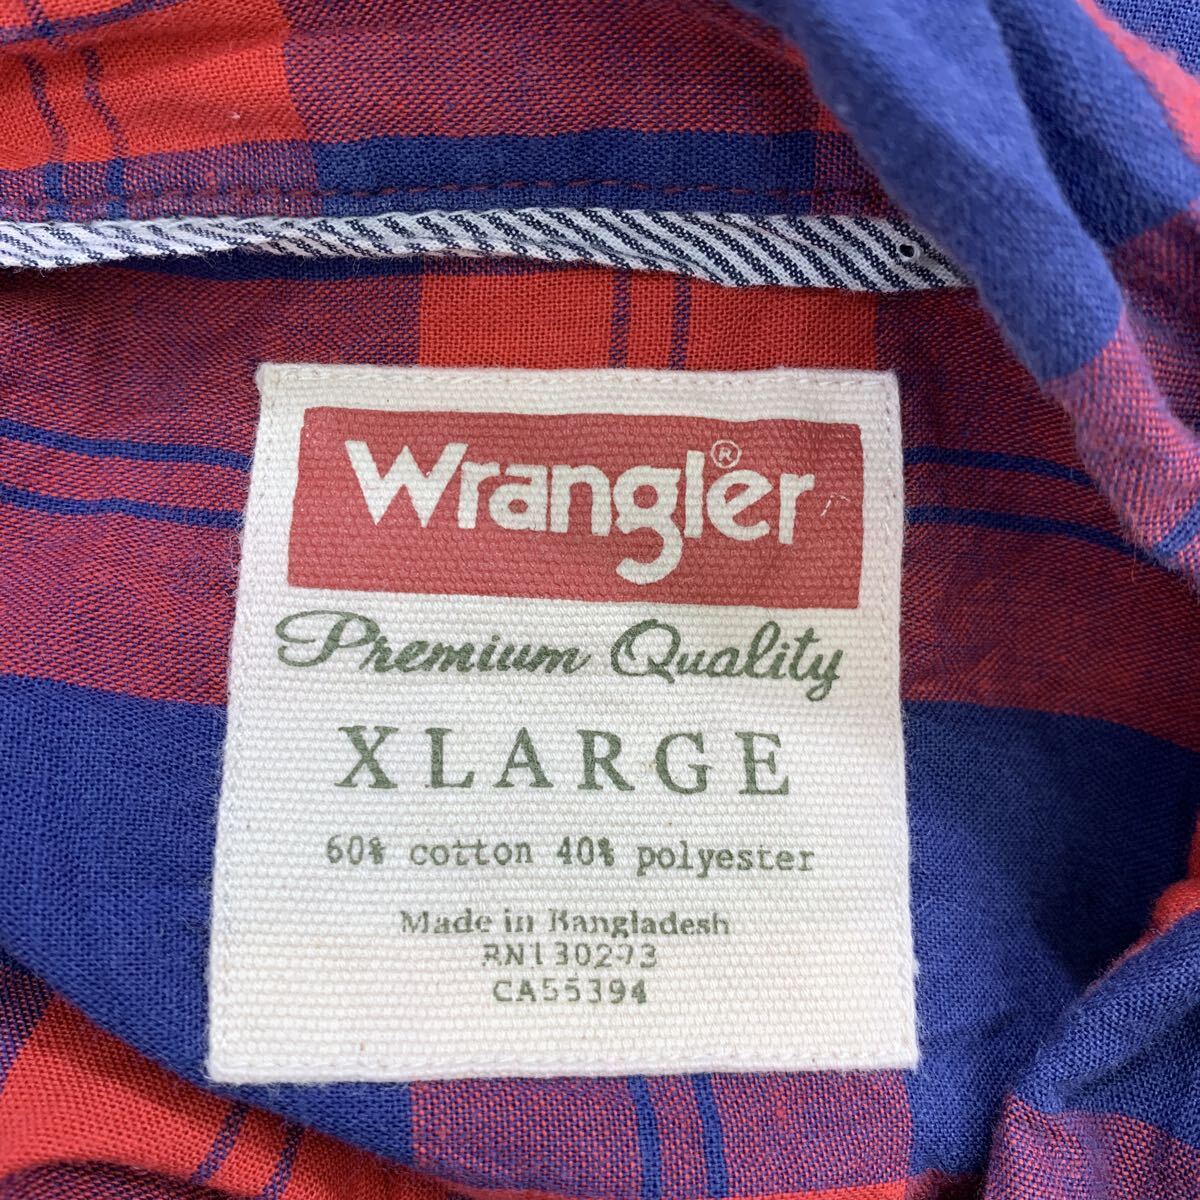 Wrangler®
Premium Quality
XLARGE
60% cotton 40% polyester
Made in Bangladesh
RN130273
CA55394